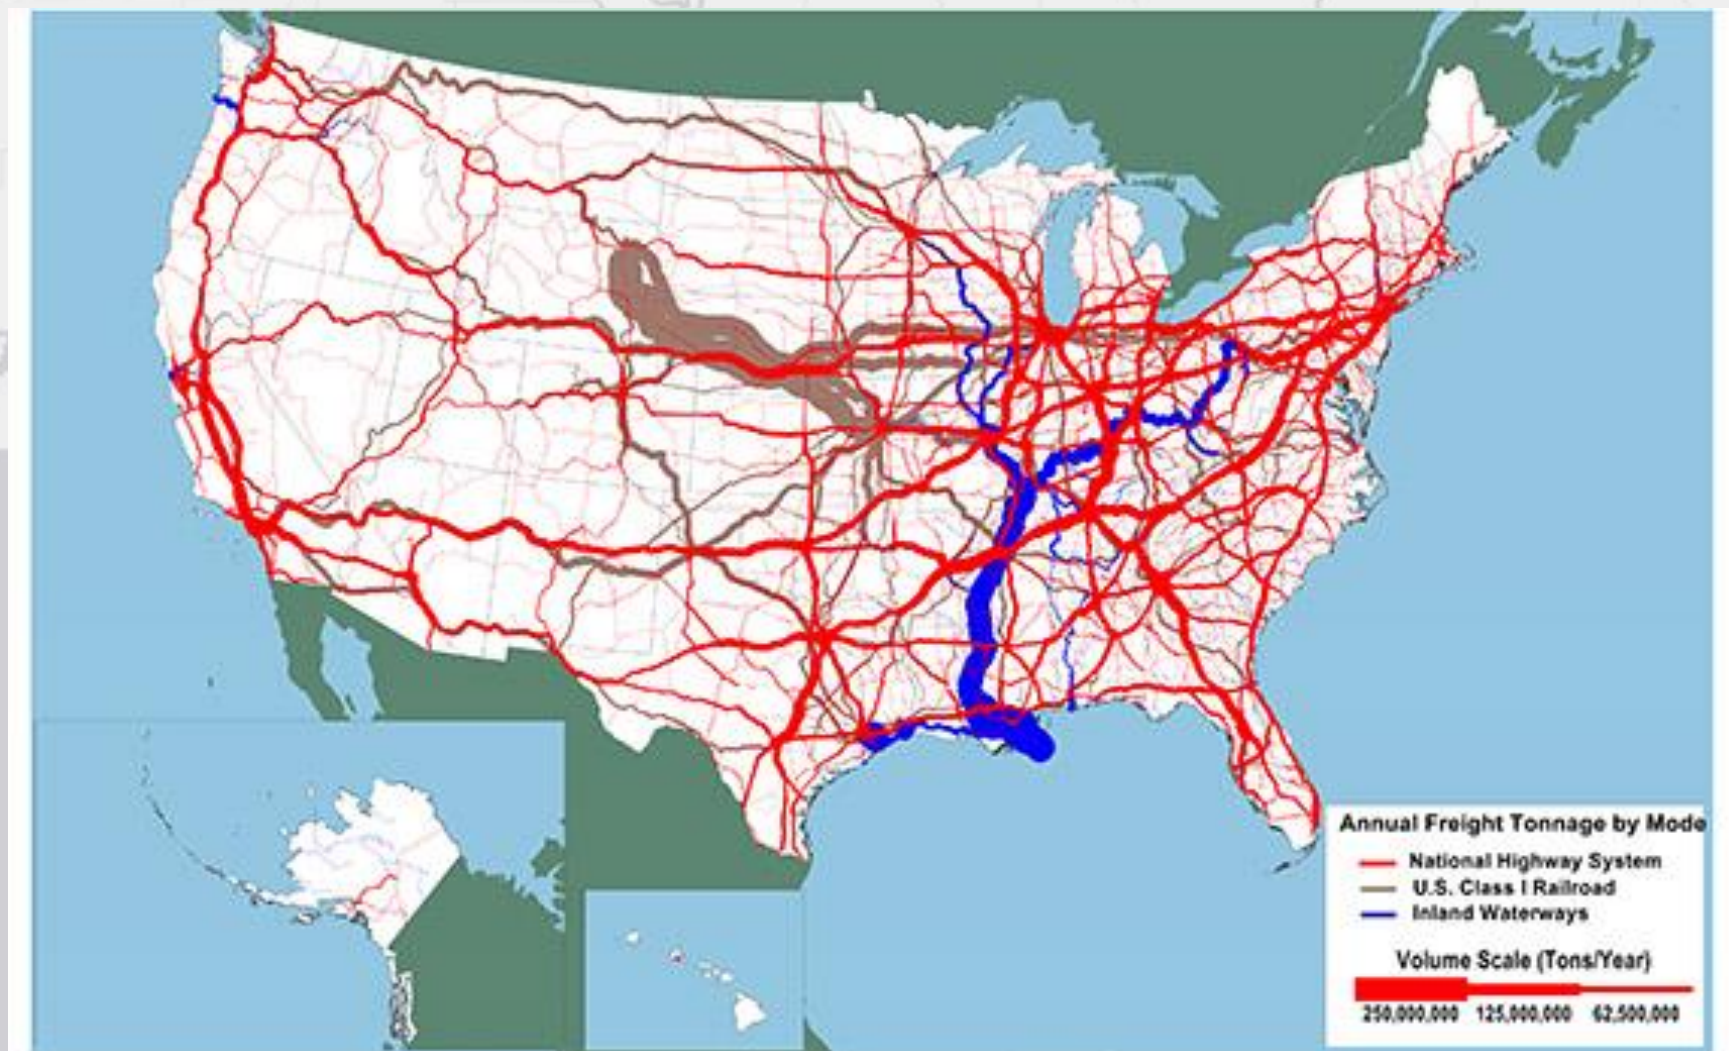 Annual Freight Tonnage by Mode
National Highway System
U.S. Class I Railroad
Inland Waterways
Volume Scale (Tons/Year)
250,000,000 125,000,000 62,500,000